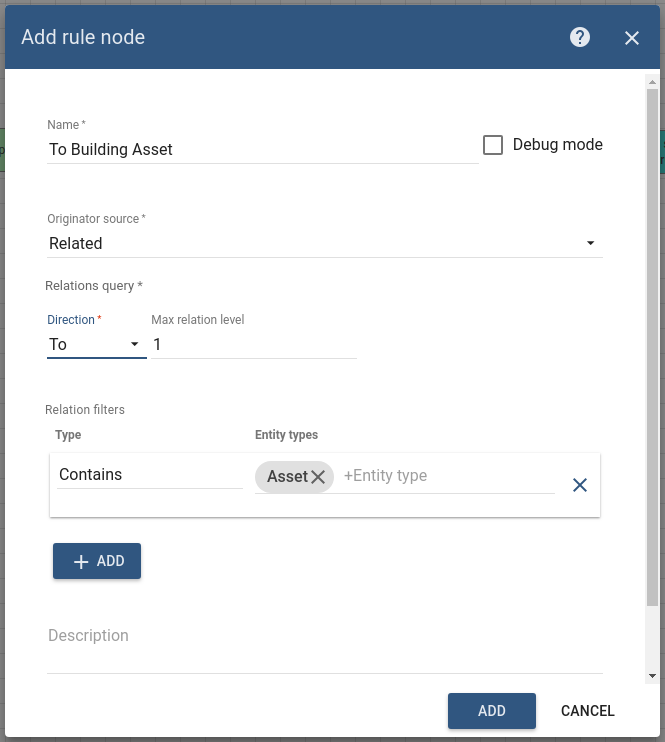 Add rule node
Name *
To Building Asset
Debug mode
Originator source *
Related
Relations query *
Direction *
Max relation level
To
1
Relation filters
Type
Entity types
Contains
Asset
+Entity type
ADD
Description
ADD
CANCEL